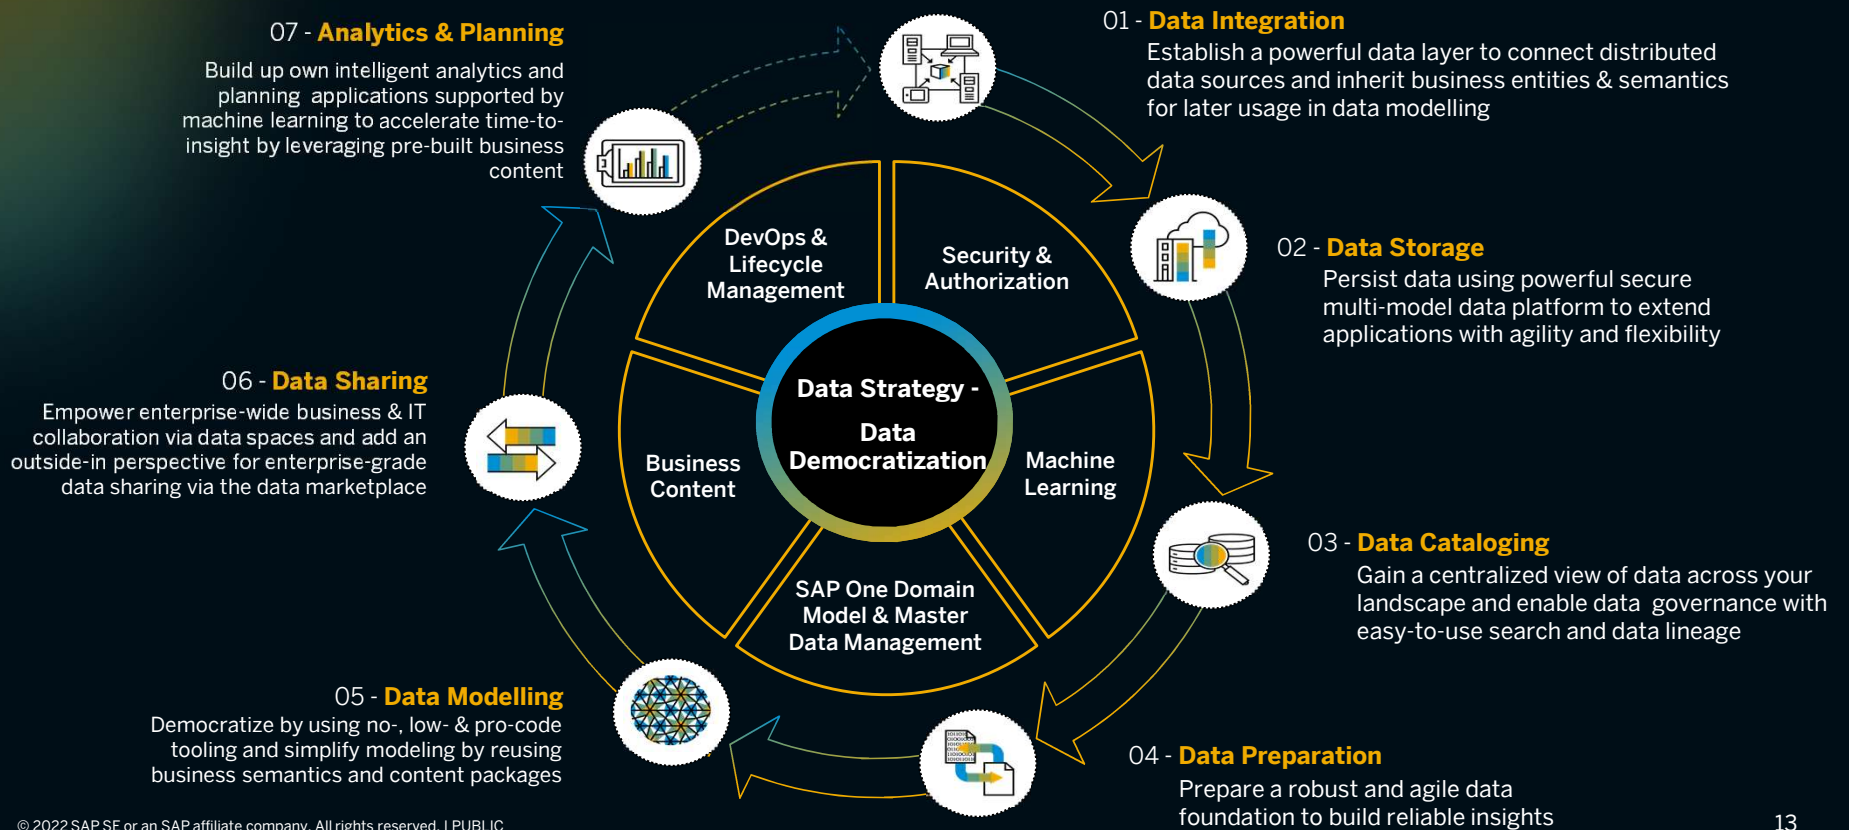 07 - Analytics & Planning
Build up own intelligent analytics and
planning applications supported by
machine learning to accelerate time-to-
insight by leveraging pre-built business
content
01 - Data Integration
Establish a powerful data layer to connect distributed
data sources and inherit business entities & semantics
for later usage in data modelling
02 - Data Storage
Persist data using powerful secure
multi-model data platform to extend
applications with agility and flexibility
03 - Data Cataloging
Gain a centralized view of data across your
landscape and enable data governance with
easy-to-use search and data lineage
04 - Data Preparation
Prepare a robust and agile data
foundation to build reliable insights
05 - Data Modelling
Democratize by using no-, low- & pro-code
tooling and simplify modeling by reusing
business semantics and content packages
06 - Data Sharing
Empower enterprise-wide business & IT
collaboration via data spaces and add an
outside-in perspective for enterprise-grade
data sharing via the data marketplace
DevOps &
Lifecycle
Management
Security &
Authorization
Machine
Learning
SAP One Domain
Model & Master
Data Management
Business
Content
Data Strategy -
Data
Democratization
© 2022 SAP SE or an SAP affiliate company. All rights reserved. | PUBLIC
13